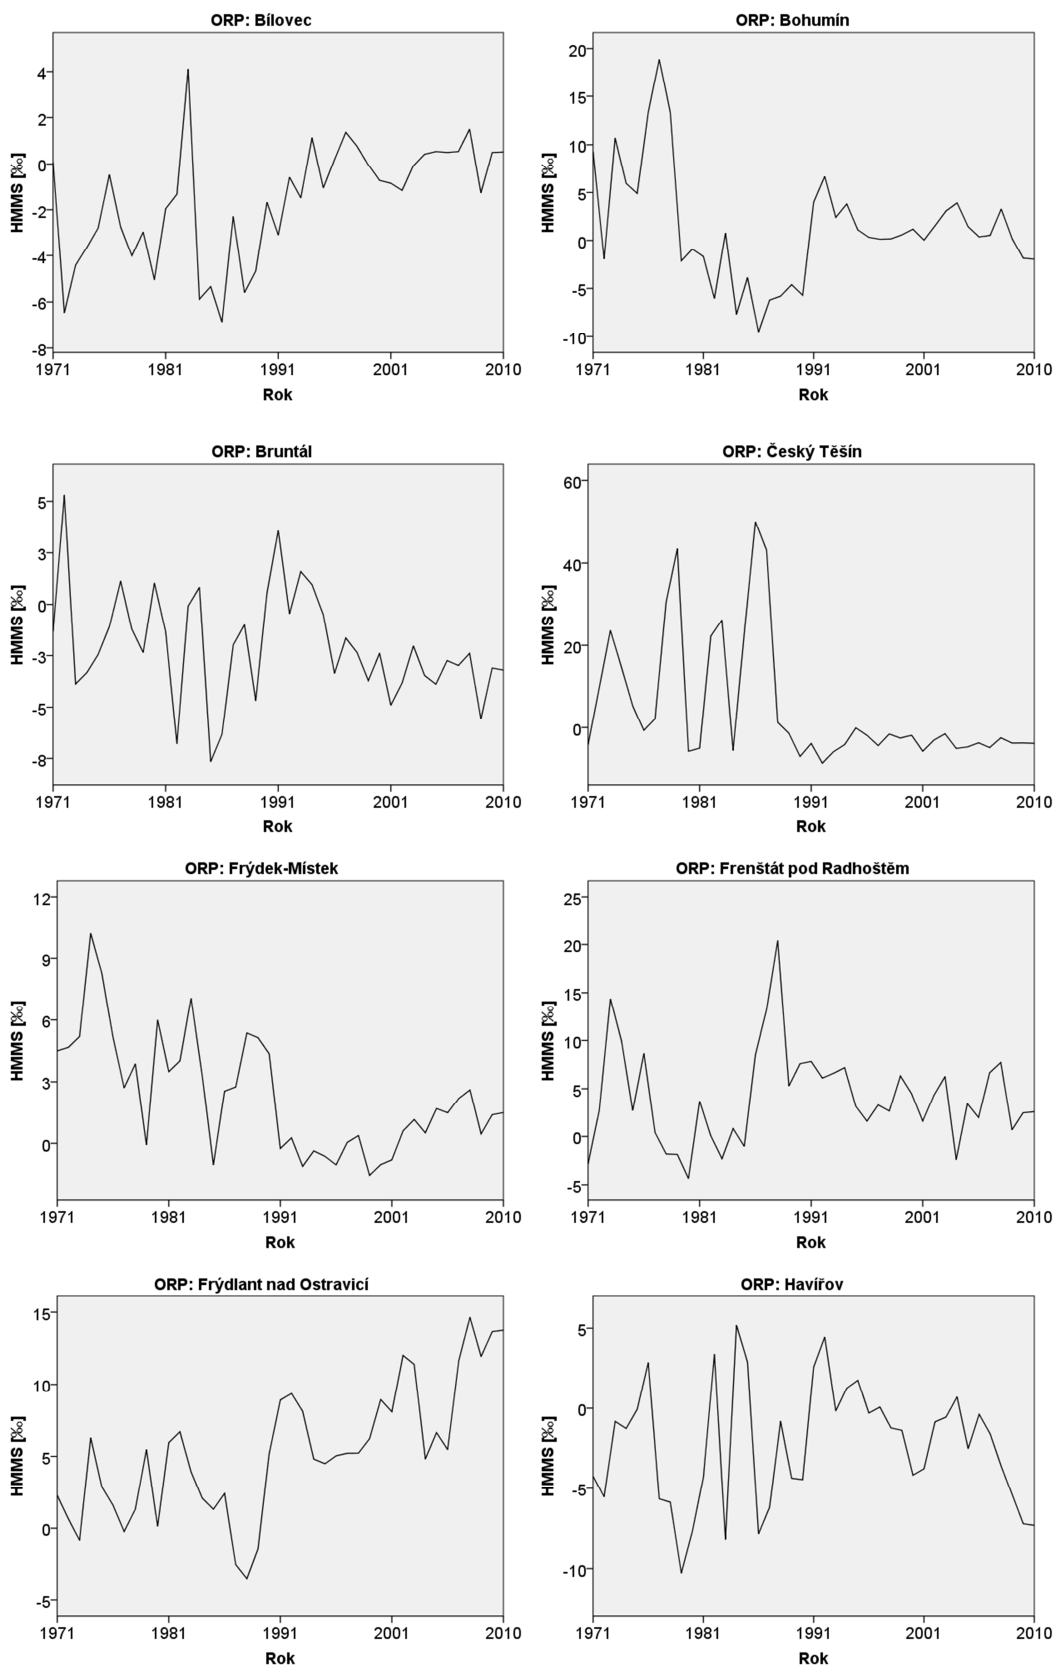 ORP: Bílovec
HMMS [‰]
4
2
0
-2
-4
-6
-8
1971 1981 1991 2001 2010
Rok
ORP: Bohumín
HMMS [‰]
20
15
10
5
0
-5
-10
1971 1981 1991 2001 2010
Rok
ORP: Bruntál
HMMS [‰]
5
3
0
-3
-5
-8
1971 1981 1991 2001 2010
Rok
ORP: Český Těšín
HMMS [‰]
60
40
20
0
1971 1981 1991 2001 2010
Rok
ORP: Frýdek-Místek
HMMS [‰]
12
9
6
3
0
1971 1981 1991 2001 2010
Rok
ORP: Frenštát pod Radhoštěm
HMMS [‰]
25
20
15
10
5
0
-5
1971 1981 1991 2001 2010
Rok
ORP: Frýdlant nad Ostravicí
HMMS [‰]
15
10
5
0
-5
1971 1981 1991 2001 2010
Rok
ORP: Havířov
HMMS [‰]
5
0
-5
-10
1971 1981 1991 2001 2010
Rok